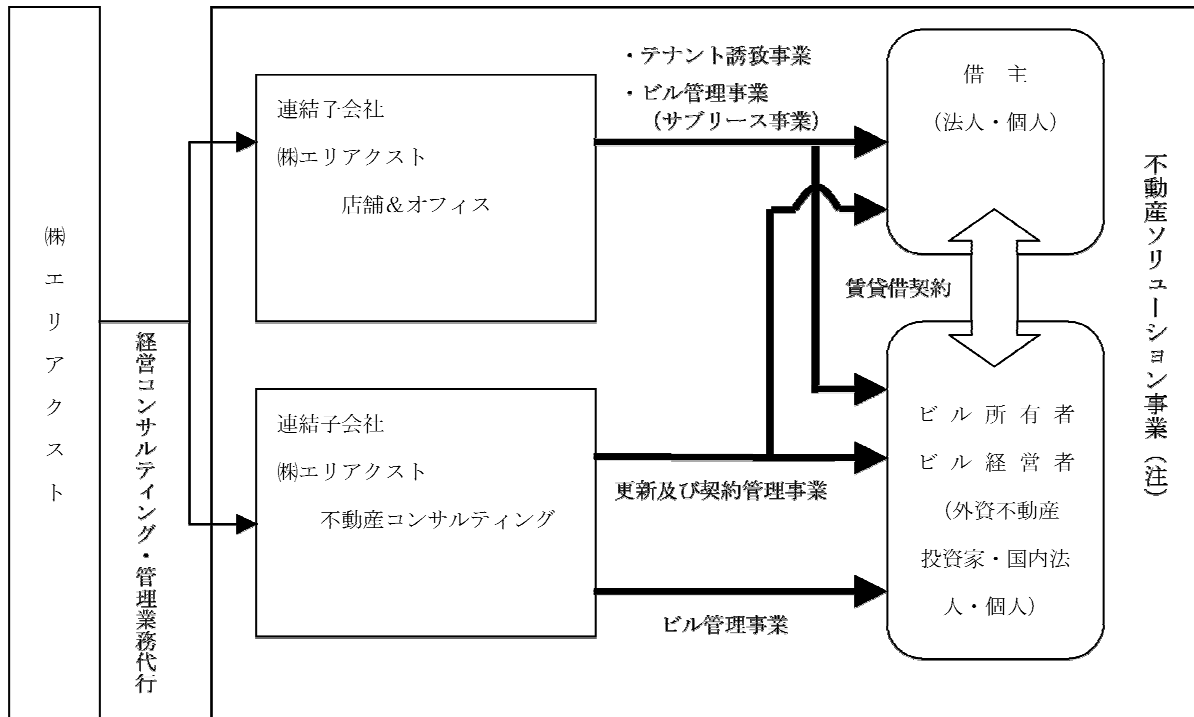 ㈱エリアクスト
経営コンサルティング・管理業務代行
連結子会社
㈱エリアクスト
店舗＆オフィス
・テナント誘致事業
・ビル管理事業
（サブリース事業）
借　主
（法人・個人）
賃貸借契約
連結子会社
㈱エリアクスト
不動産コンサルティング
更新及び契約管理事業
ビル管理事業
ビル所有者
ビル経営者
（外資不動産
投資家・国内法
人・個人）
不動産ソリューション事業（注）